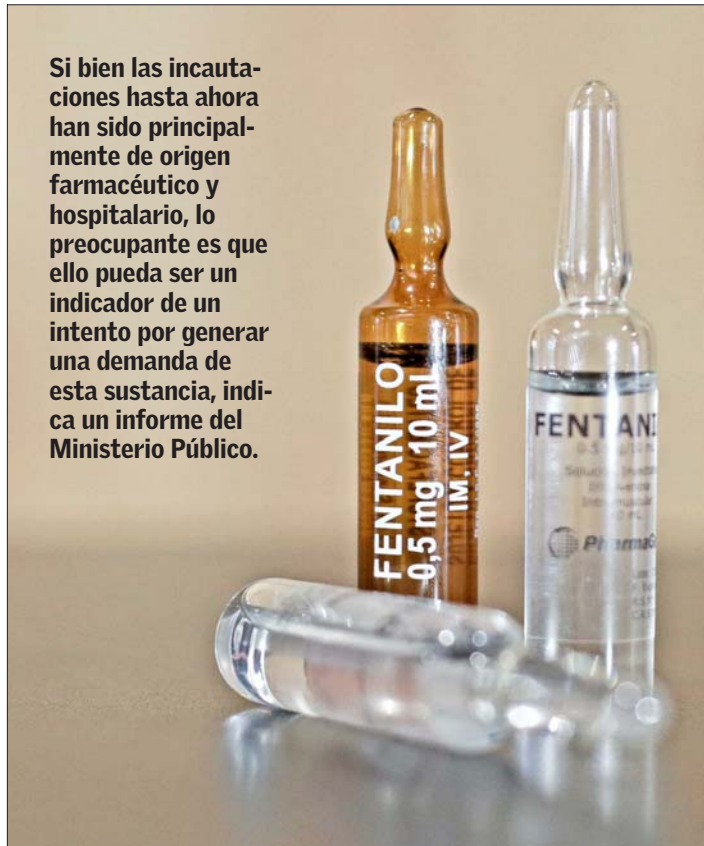 Si bien las incauta-
ciones hasta ahora
han sido principal-
mente de origen
farmacéutico y
hospitalario, lo
preocupante es que
ello pueda ser un
indicador de un
intento por generar
una demanda de
esta sustancia, indi-
ca un informe del
Ministerio Público.
FENTANILO
0,5 mg 10 ml
IM, IV
FENTANI